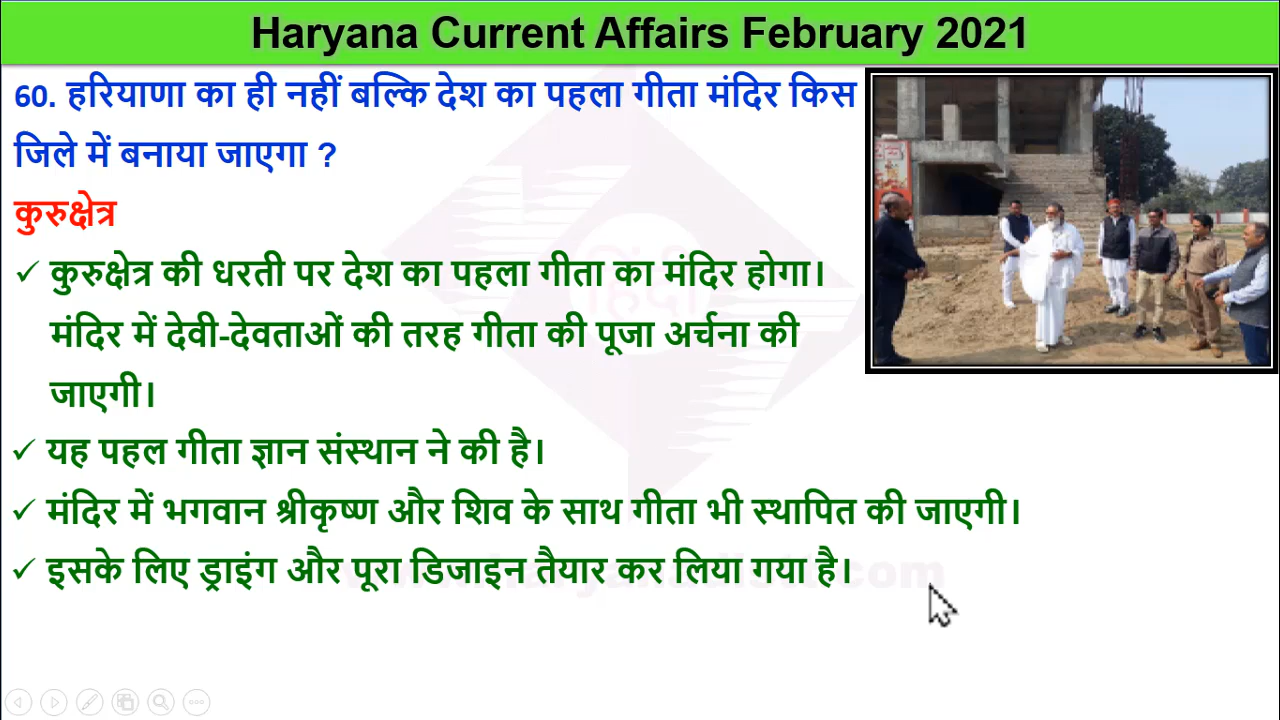 Haryana Current Affairs February 2021
60. हरियाणा का ही नहीं बल्कि देश का पहला गीता मंदिर किस
जिले में बनाया जाएगा ?
कुरुक्षेत्र
✓ कुरुक्षेत्र की धरती पर देश का पहला गीता का मंदिर होगा।
मंदिर में देवी-देवताओं की तरह गीता की पूजा अर्चना की
जाएगी।
✓ यह पहल गीता ज्ञान संस्थान ने की है।
✓ मंदिर में भगवान श्रीकृष्ण और शिव के साथ गीता भी स्थापित की जाएगी।
✓ इसके लिए ड्राइंग और पूरा डिजाइन तैयार कर लिया गया है।